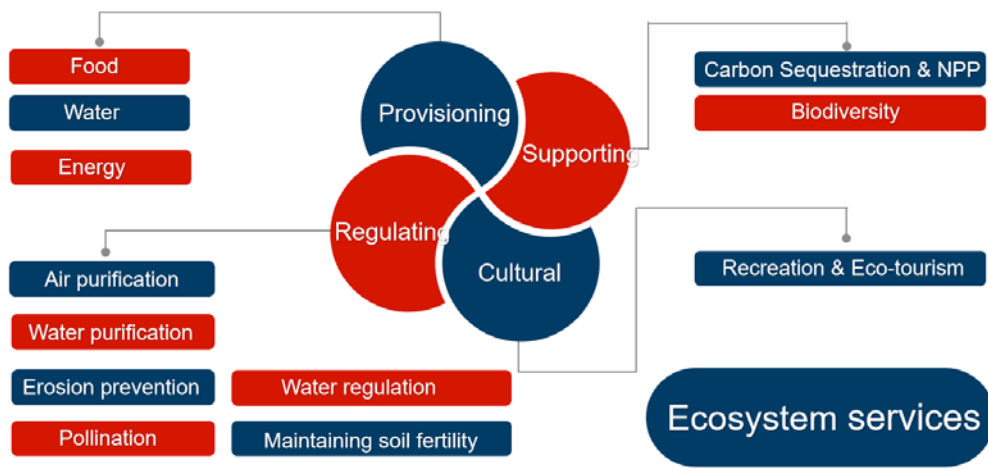 Food
Water
Energy
Provisioning
Supporting
Regulating
Cultural
Carbon Sequestration & NPP
Biodiversity
Recreation & Eco-tourism
Air purification
Water purification
Erosion prevention
Pollination
Water regulation
Maintaining soil fertility
Ecosystem services